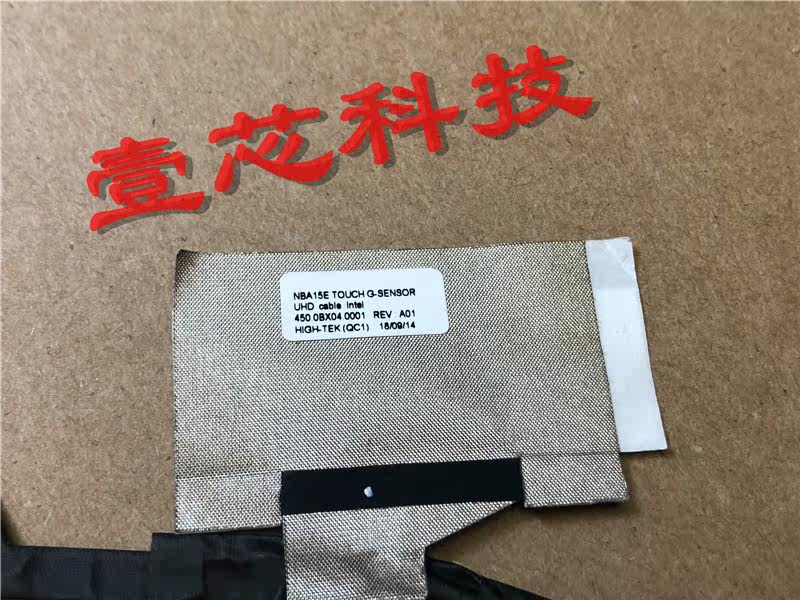 壹芯科技
NBA15E TOUCH G-SENSOR
UHD cable Intel
450.0BX04.0001 REV : A01
HIGH-TEK (QC1) 18/09/14